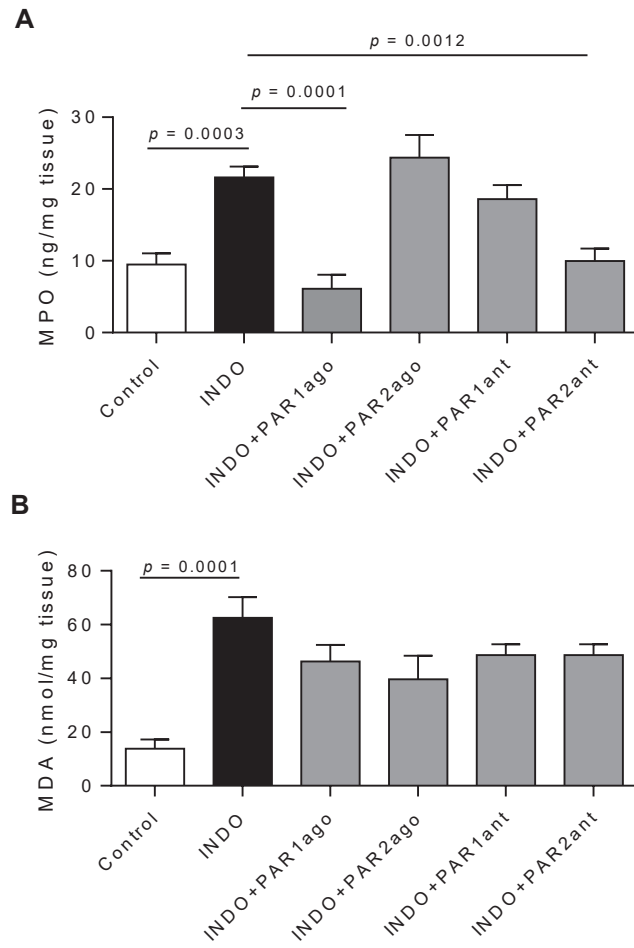 A
p = 0.0012
p = 0.0001
p = 0.0003
MPO (ng/mg tissue)
30
20
10
0
Control
INDO
INDO+PAR1ago
INDO+PAR2ago
INDO+PAR1ant
INDO+PAR2ant
B
p = 0.0001
MDA (nmol/mg tissue)
80
60
40
20
0
Control
INDO
INDO+PAR1ago
INDO+PAR2ago
INDO+PAR1ant
INDO+PAR2ant